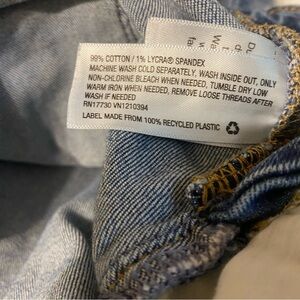 99% COTTON / 1% LYCRA® SPANDEX
MACHINE WASH COLD SEPARATELY, WASH INSIDE OUT, ONLY
NON-CHLORINE BLEACH WHEN NEEDED, TUMBLE DRY LOW
WARM IRON WHEN NEEDED, REMOVE LOOSE THREADS AFTER
WASH IF NEEDED
RN17730 VN1210394
LABEL MADE FROM 100% RECYCLED PLASTIC